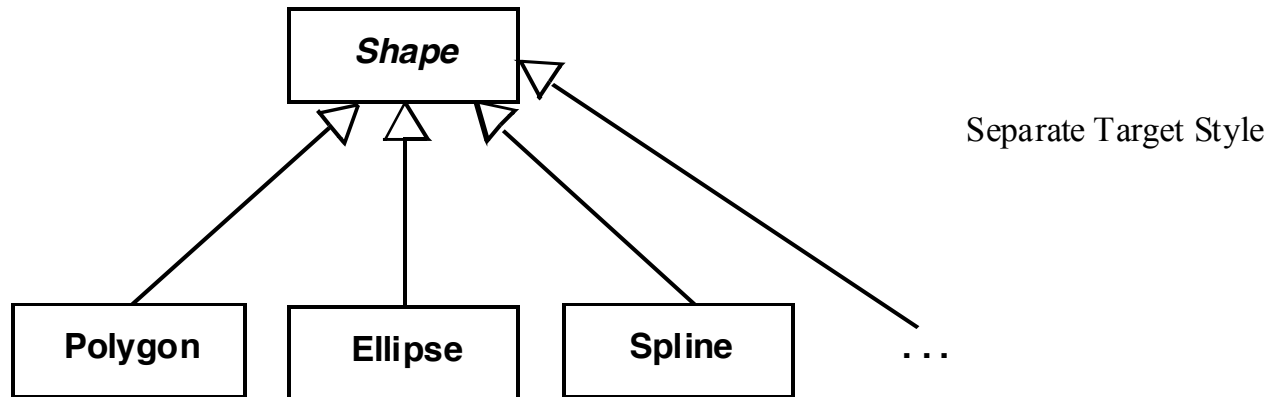 Shape
Separate Target Style
Polygon
Ellipse
Spline
. . .